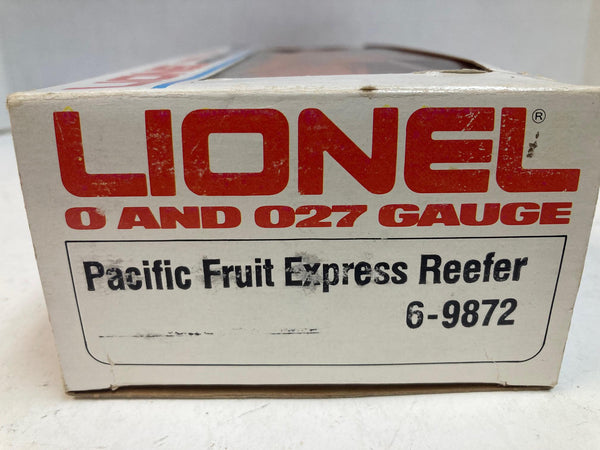 LIONEL®
O AND O27 GAUGE
Pacific Fruit Express Reefer
6-9872